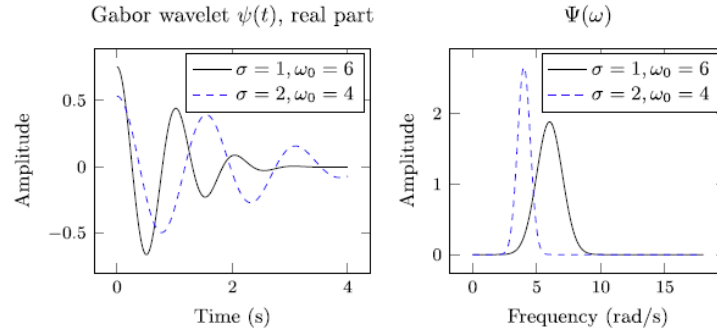 Gabor wavelet ψ(t), real part
Amplitude
0.5
0
−0.5
0 2 4
Time (s)
σ = 1, ω₀ = 6
σ = 2, ω₀ = 4
Ψ(ω)
Amplitude
2
1
0
0 5 10 15
Frequency (rad/s)
σ = 1, ω₀ = 6
σ = 2, ω₀ = 4